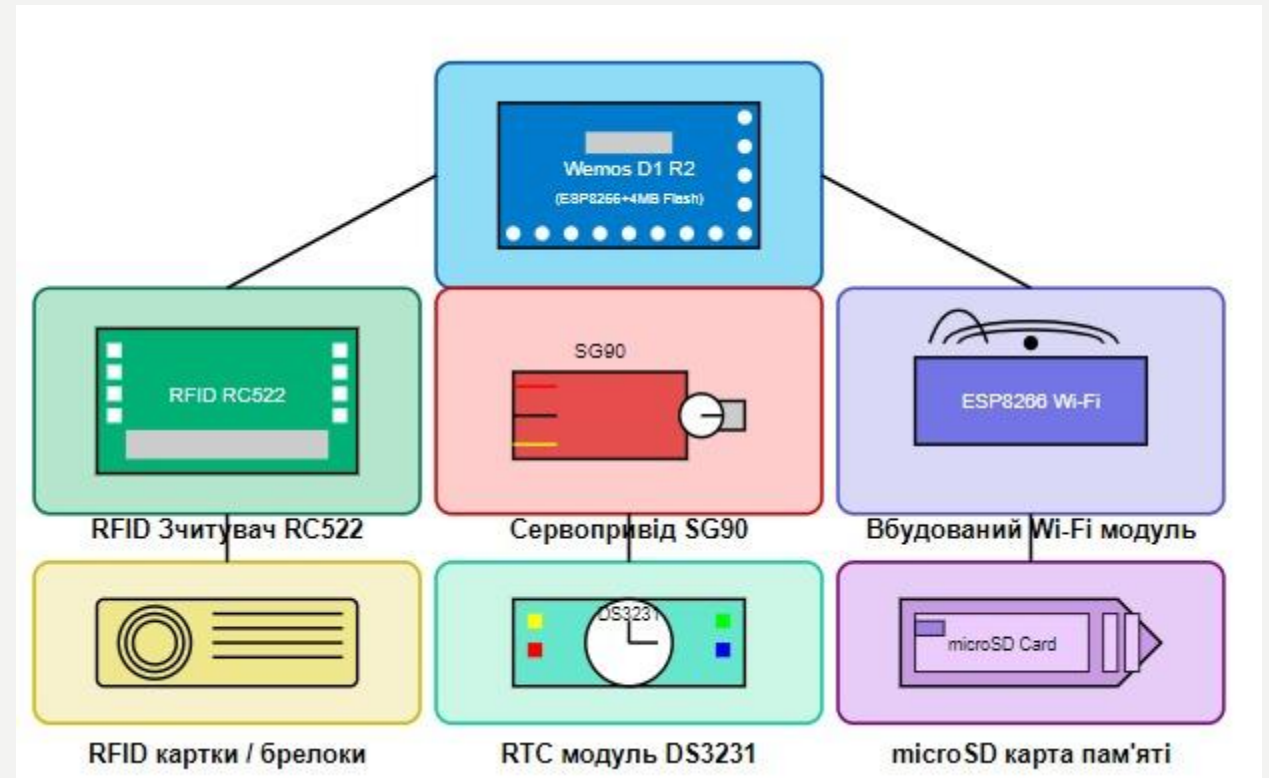 Wemos D1 R2
(ESP8266+4MB Flash)
RFID RC522
SG90
ESP8266 Wi-Fi
RFID Зчитувач RC522
Сервопривід SG90
Вбудований Wi-Fi модуль
DS3231
microSD Card
RFID картки / брелоки
RTC модуль DS3231
microSD карта пам'яті